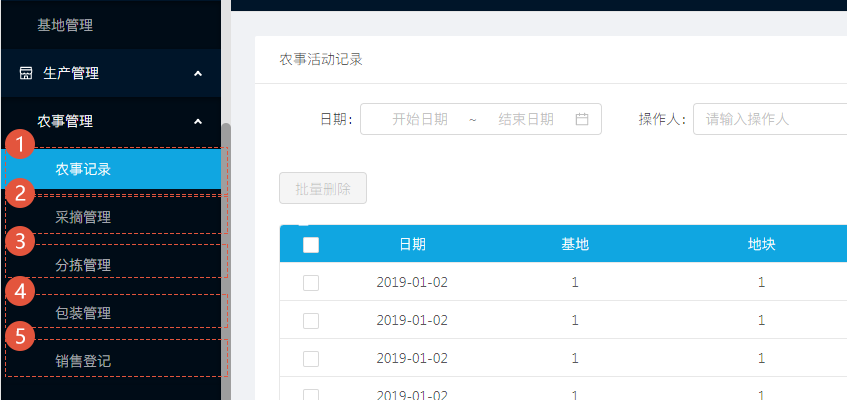 基地管理
生产管理
农事管理
1
农事记录
2
采摘管理
3
分拣管理
4
包装管理
5
销售登记
农事活动记录
日期: 开始日期 ~ 结束日期 操作人: 请输入操作人
批量删除
日期 基地 地块
2019-01-02 1 1
2019-01-02 1 1
2019-01-02 1 1
2019-01-02 1 1